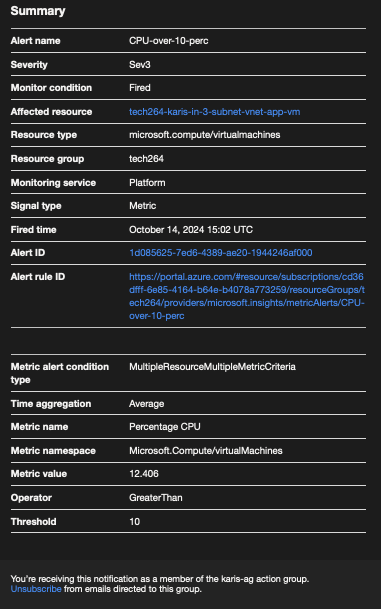 Summary
Alert name CPU-over-10-perc
Severity Sev3
Monitor condition Fired
Affected resource tech264-karis-in-3-subnet-vnet-app-vm
Resource type microsoft.compute/virtualmachines
Resource group tech264
Monitoring service Platform
Signal type Metric
Fired time October 14, 2024 15:02 UTC
Alert ID 1d085625-7ed6-4389-ae20-1944246af000
Alert rule ID https://portal.azure.com/#resource/subscriptions/cd36
dfff-6e85-4164-b64e-b4078a773259/resourceGroups/t
ech264/providers/microsoft.insights/metricAlerts/CPU-
over-10-perc
Metric alert condition MultipleResourceMultipleMetricCriteria
type
Time aggregation Average
Metric name Percentage CPU
Metric namespace Microsoft.Compute/virtualMachines
Metric value 12.406
Operator GreaterThan
Threshold 10
You're receiving this notification as a member of the karis-ag action group.
Unsubscribe from emails directed to this group.